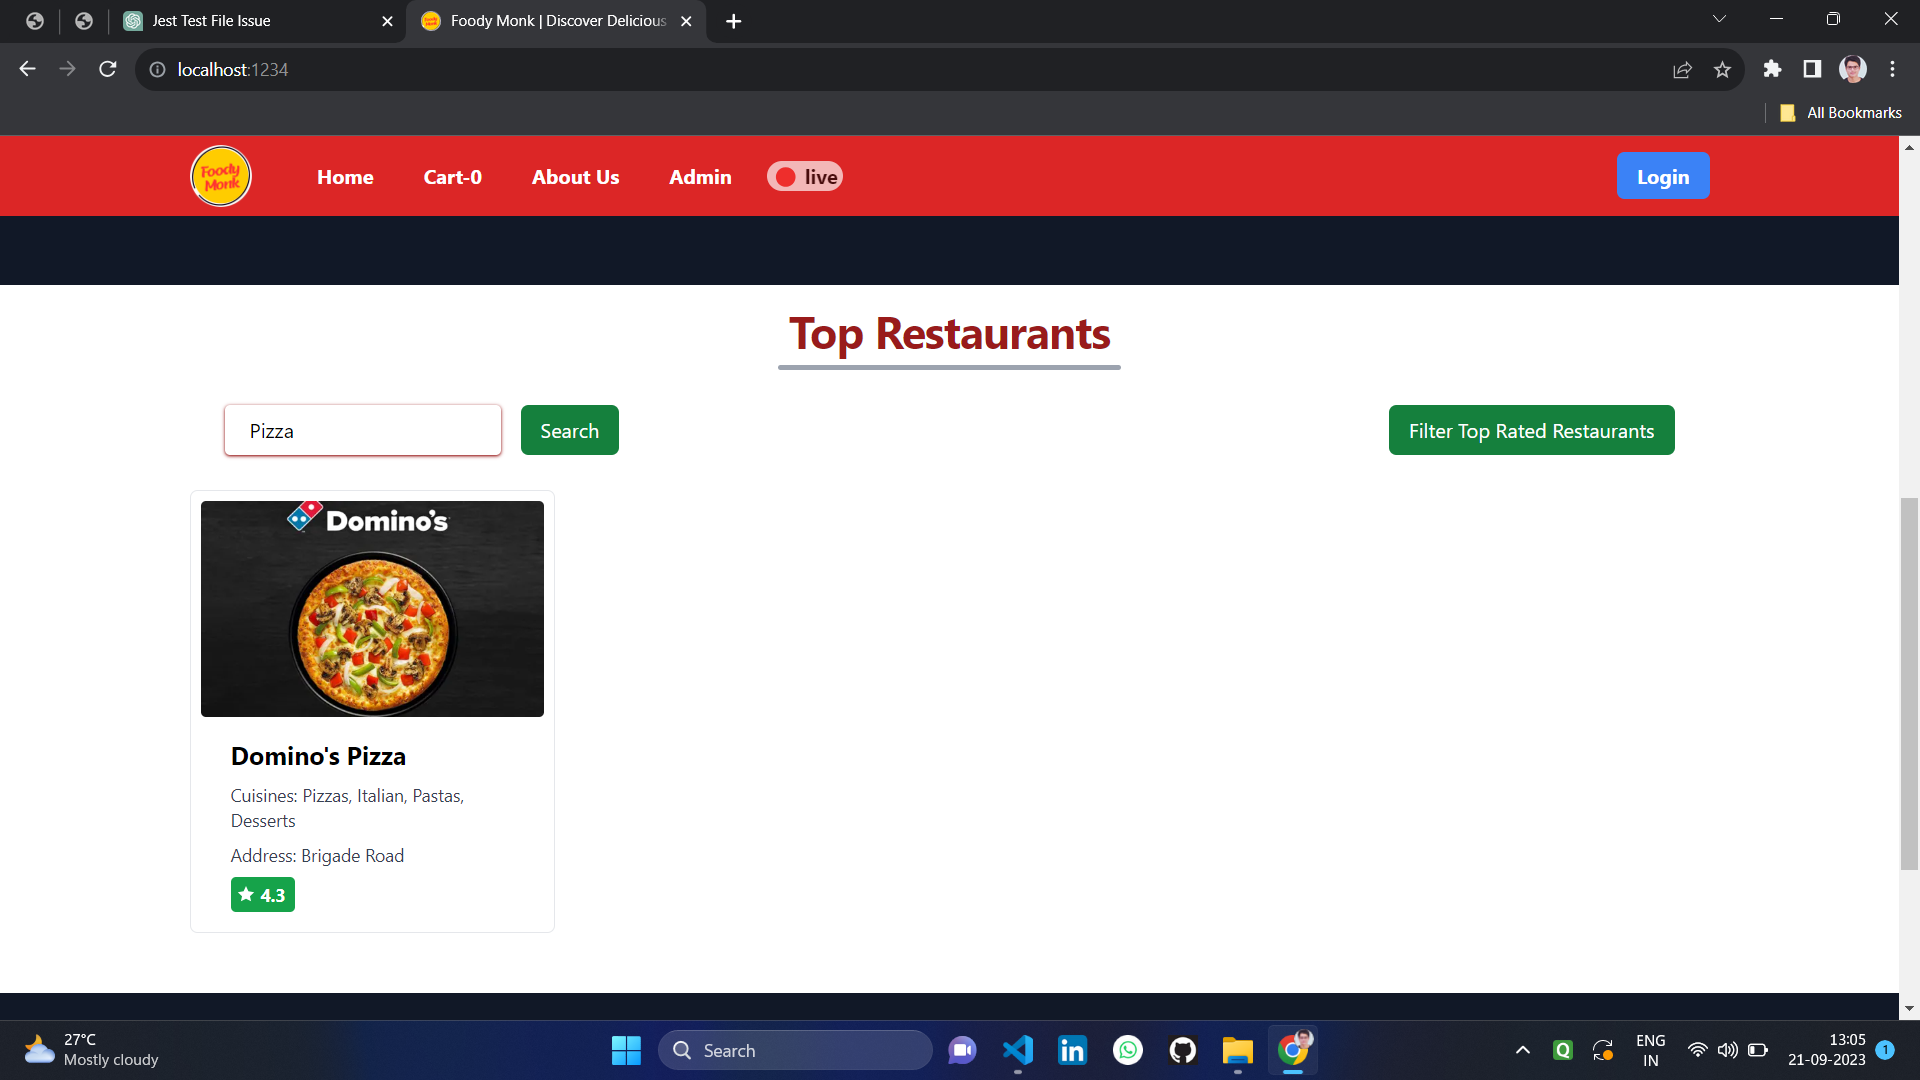 Jest Test File Issue
Foody Monk | Discover Delicious
localhost:1234
All Bookmarks
Foody
Monk
Home
Cart-0
About Us
Admin
live
Login
Top Restaurants
Pizza
Search
Filter Top Rated Restaurants
Domino's
Domino's Pizza
Cuisines: Pizzas, Italian, Pastas,
Desserts
Address: Brigade Road
4.3
27°C
Mostly cloudy
Search
ENG
IN
13:05
21-09-2023
1